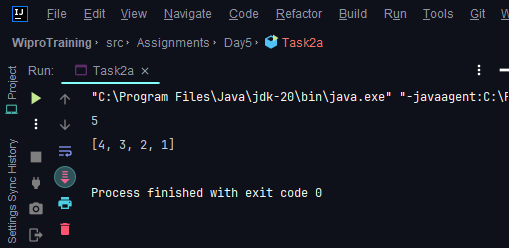 IJ File Edit View Navigate Code Refactor Build Run Tools Git
WiproTraining src Assignments Day5 Task2a
Run: Task2a
"C:\Program Files\Java\jdk-20\bin\java.exe" "-javaagent:C:\
5
[4, 3, 2, 1]
Process finished with exit code 0
Project
Settings Sync History